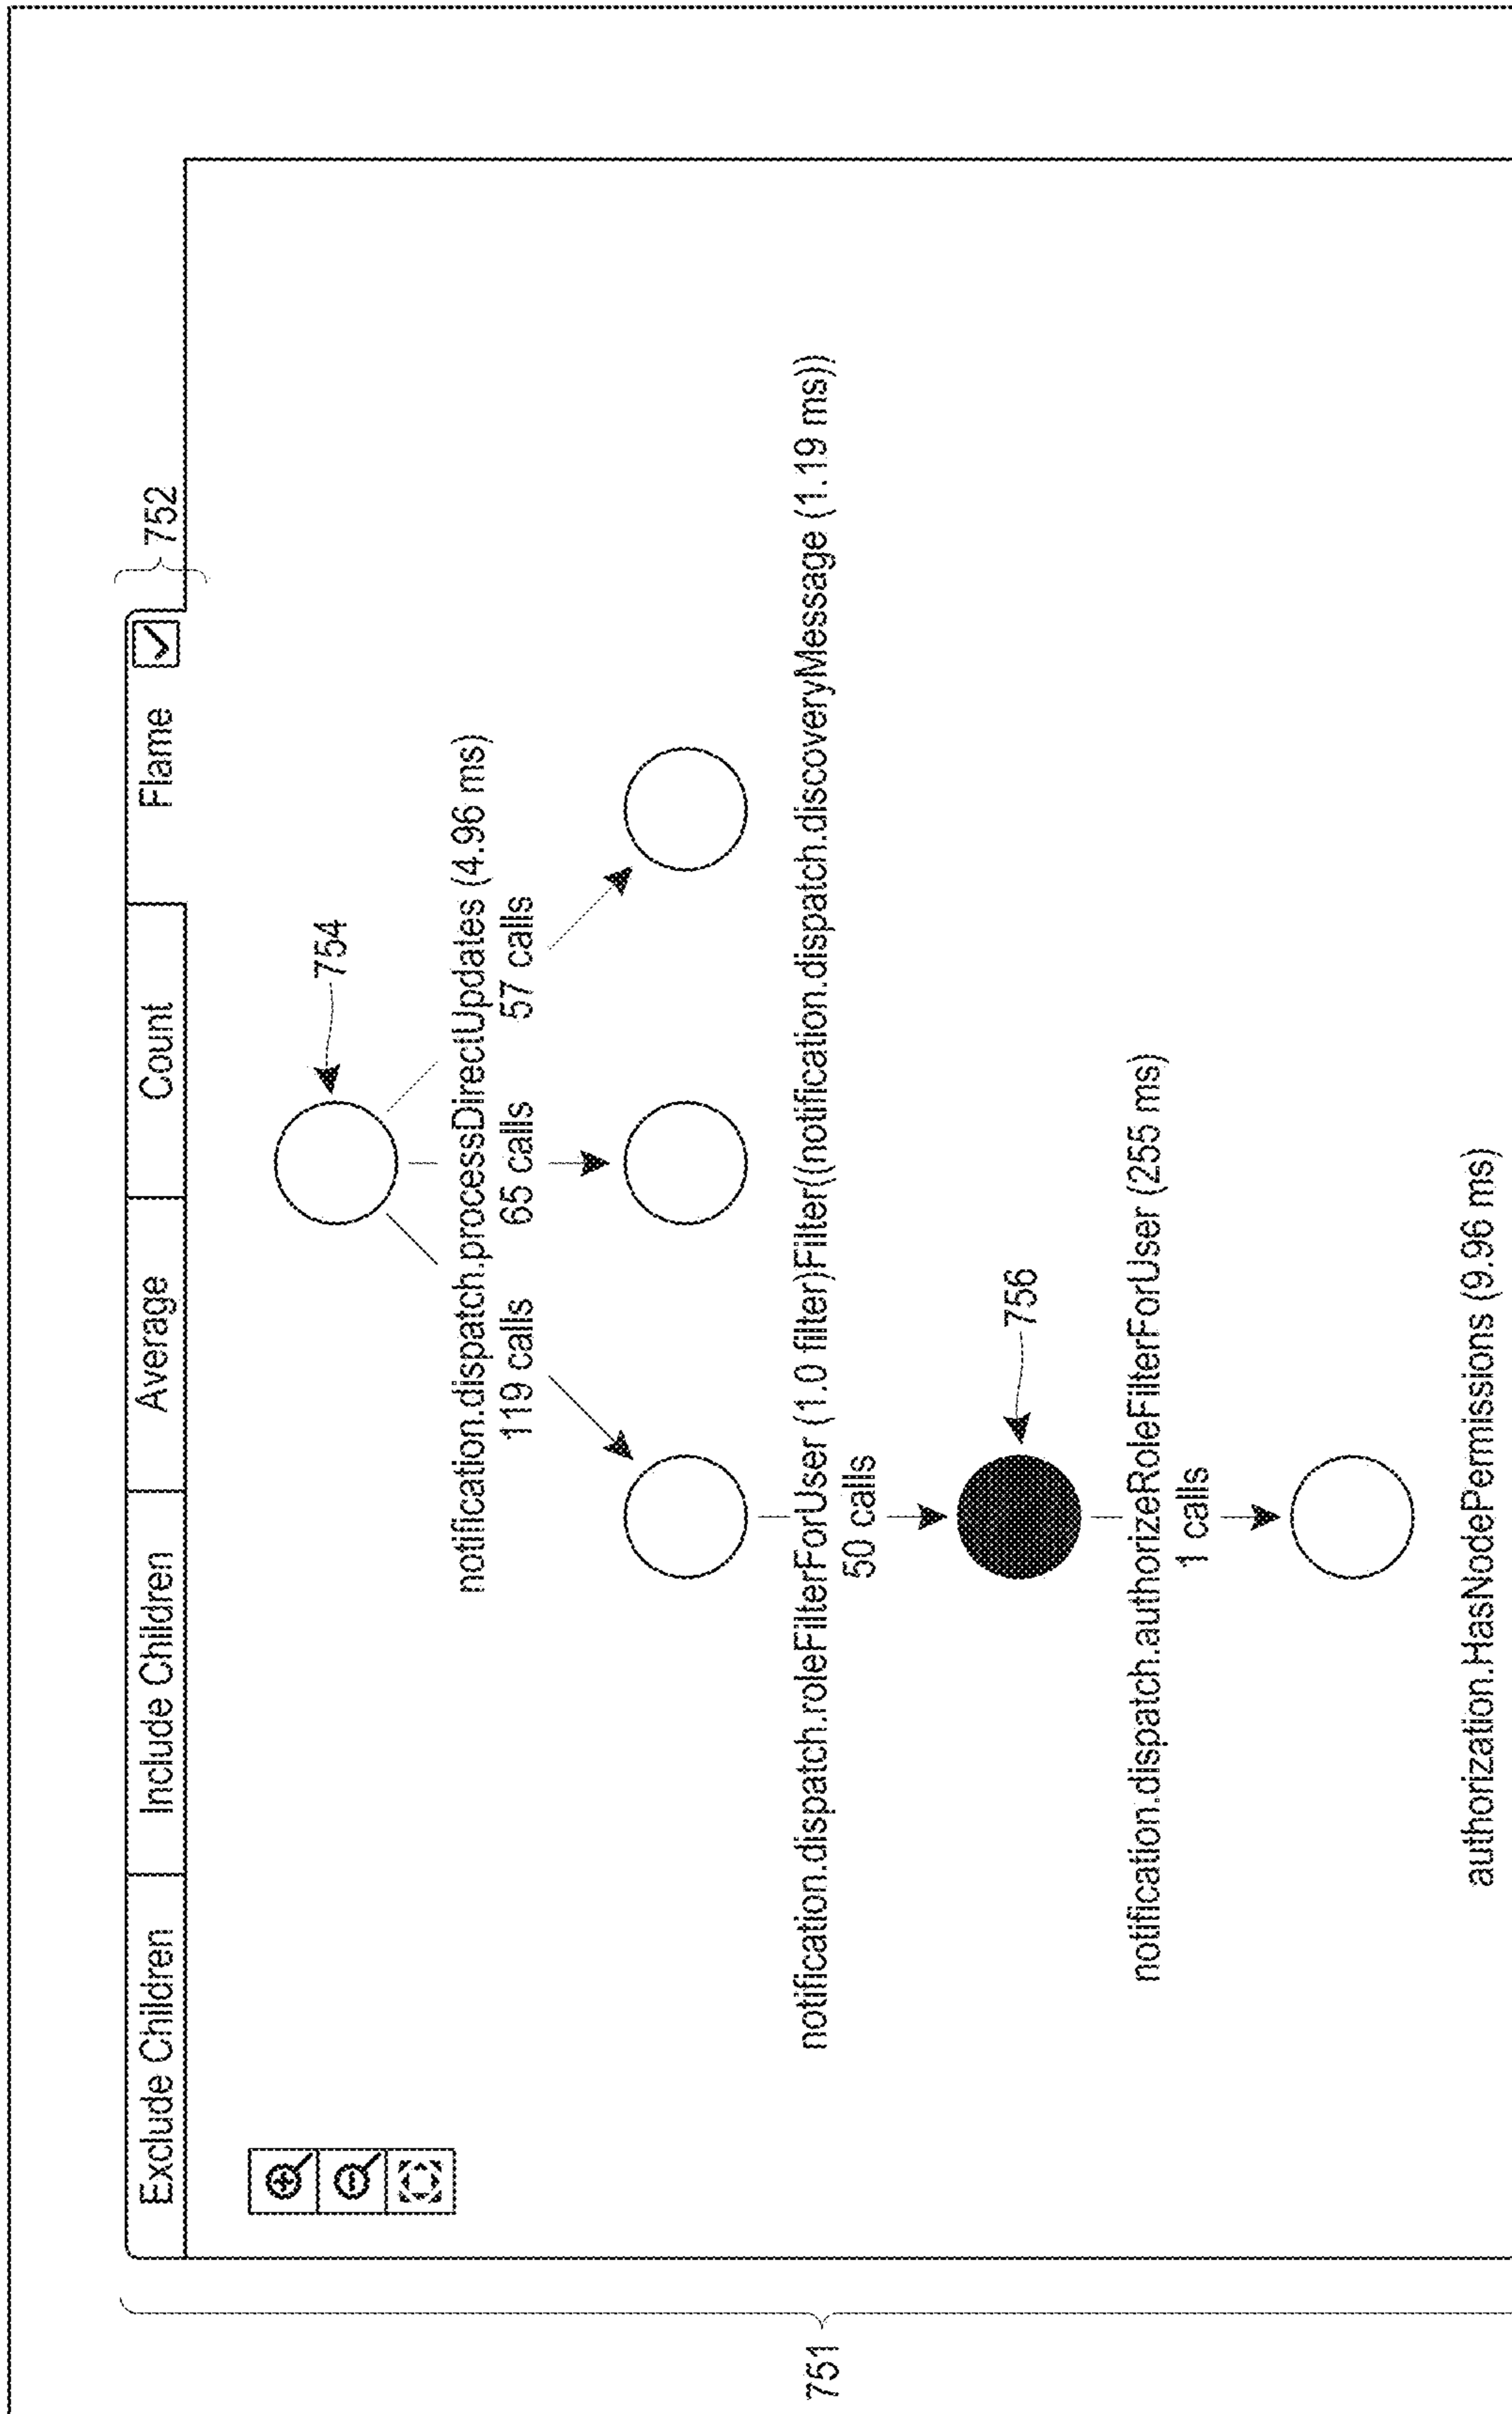 Exclude Children Include Children Average Count Flame
752
754
notification.dispatch.processDirectUpdates (4.96 ms)
119 calls 65 calls 57 calls
751
notification.dispatch.roleFilterForUser (1.0 filter)Filter((notification.dispatch.discoveryMessage (1.19 ms))
50 calls
756
notification.dispatch.authorizeRoleFilterForUser (255 ms)
1 calls
authorization.HasNodePermissions (9.96 ms)